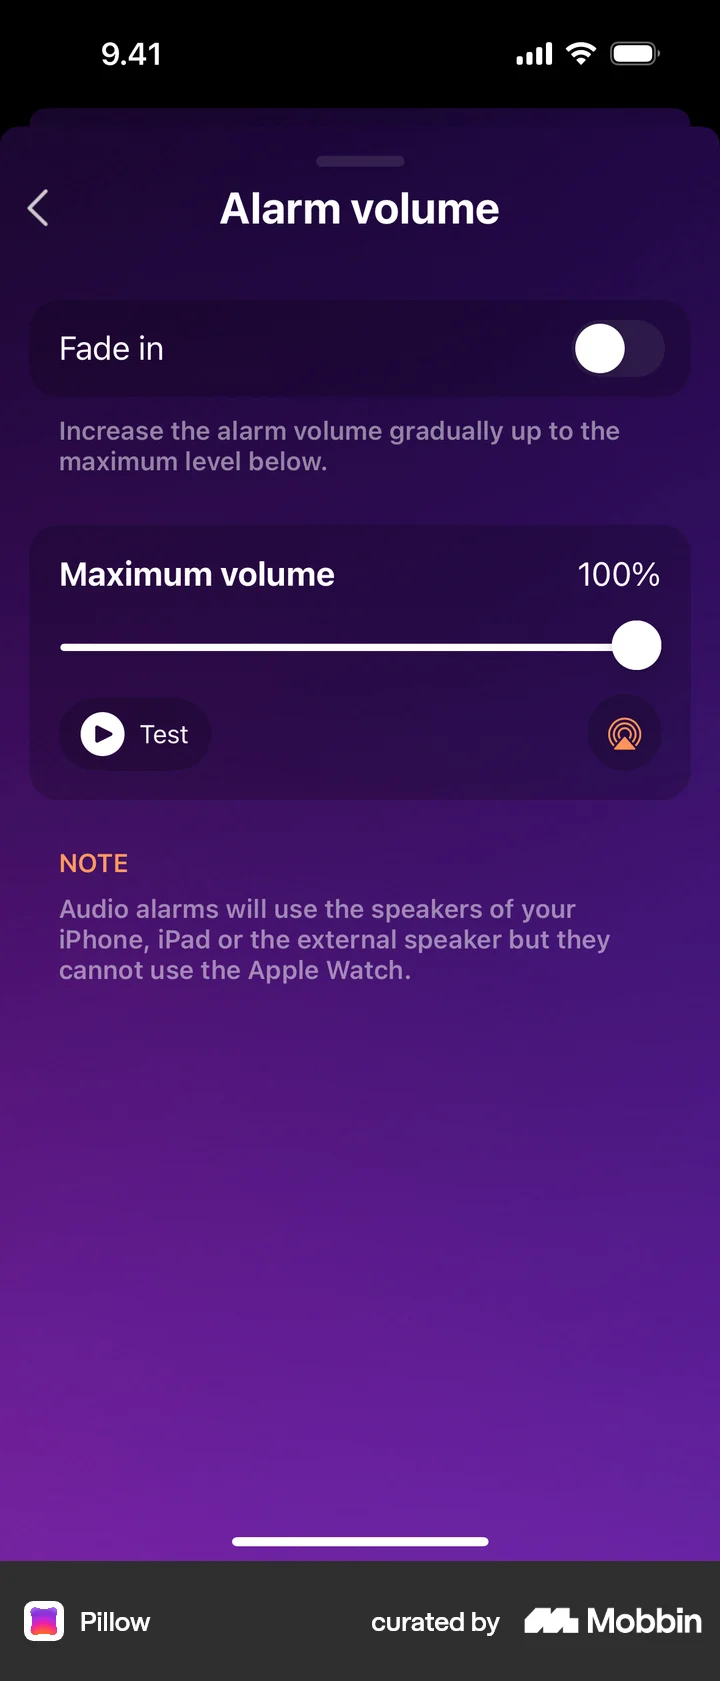 9.41
Alarm volume
Fade in
Increase the alarm volume gradually up to the
maximum level below.
Maximum volume 100%
Test
NOTE
Audio alarms will use the speakers of your
iPhone, iPad or the external speaker but they
cannot use the Apple Watch.
Pillow curated by Mobbin